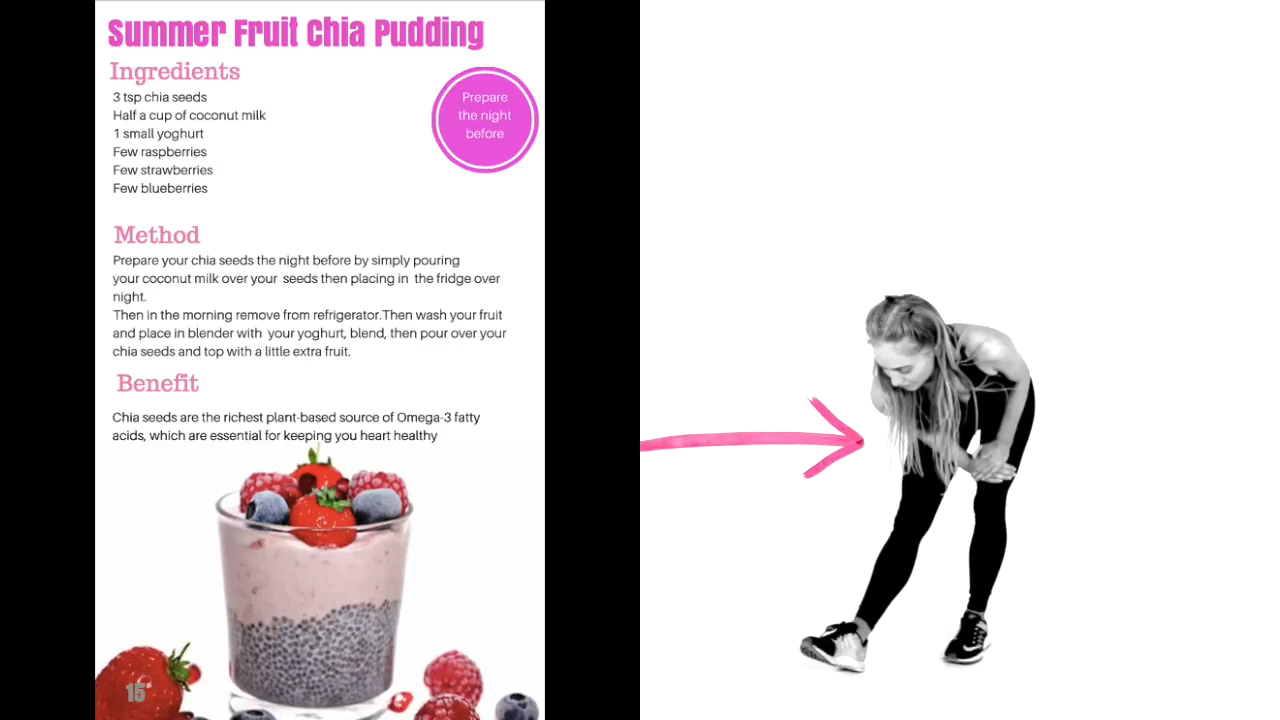 Summer Fruit Chia Pudding
Ingredients
3 tsp chia seeds
Half a cup of coconut milk
1 small yoghurt
Few raspberries
Few strawberries
Few blueberries
Prepare
the night
before
Method
Prepare your chia seeds the night before by simply pouring
your coconut milk over your seeds then placing in the fridge over
night.
Then in the morning remove from refrigerator.Then wash your fruit
and place in blender with your yoghurt, blend, then pour over your
chia seeds and top with a little extra fruit.
Benefit
Chia seeds are the richest plant-based source of Omega-3 fatty
acids, which are essential for keeping you heart healthy
15